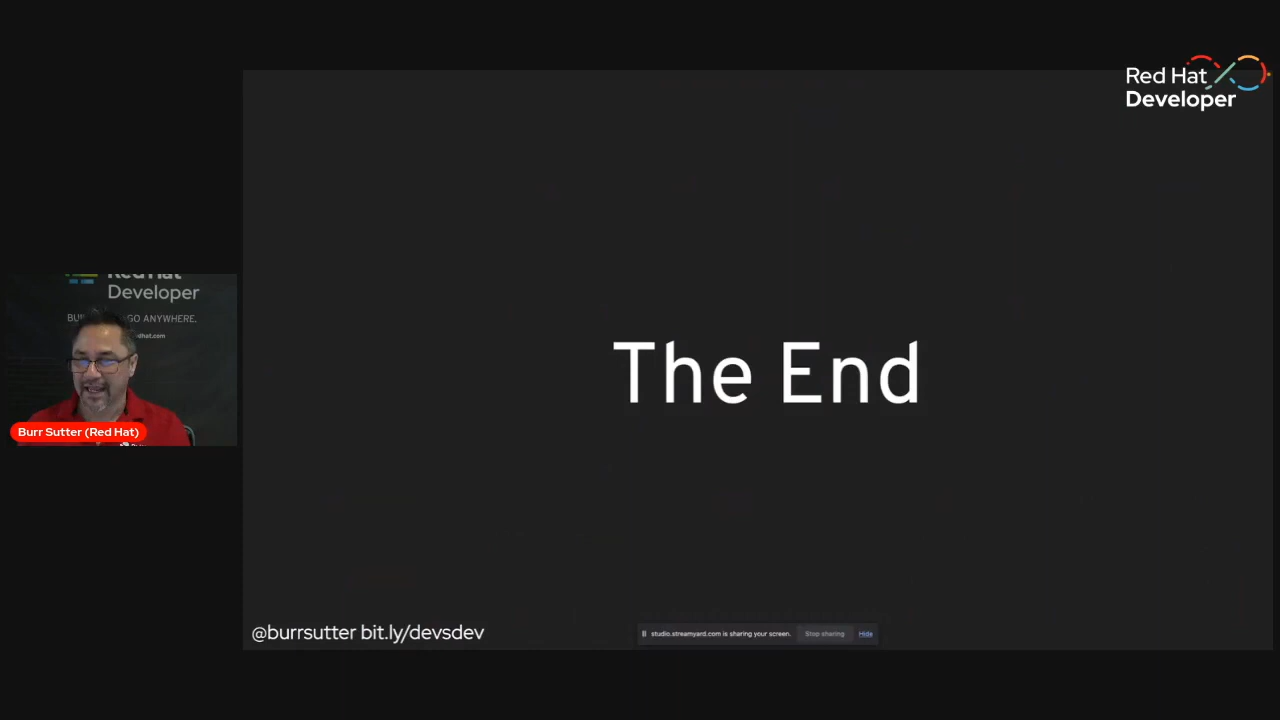 Red Hat
Developer
Red Hat
Developer
GO ANYWHERE.
The End
Burr Sutter (Red Hat)
@burrsutter bit.ly/devsdev
studio.streamyard.com is sharing your screen.
Stop sharing
Hide